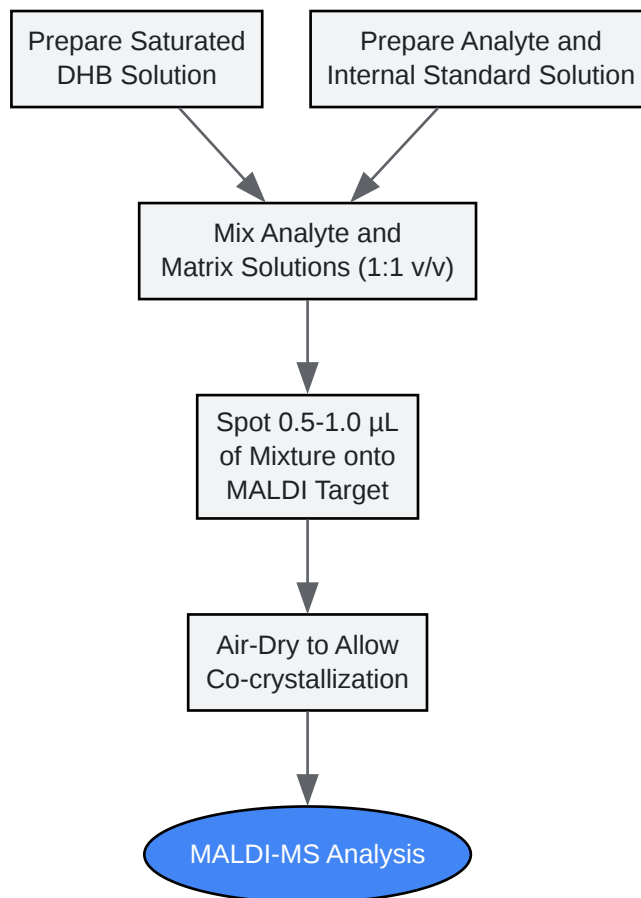 Prepare Saturated
DHB Solution
Prepare Analyte and
Internal Standard Solution
Mix Analyte and
Matrix Solutions (1:1 v/v)
Spot 0.5-1.0 µL
of Mixture onto
MALDI Target
Air-Dry to Allow
Co-crystallization
MALDI-MS Analysis